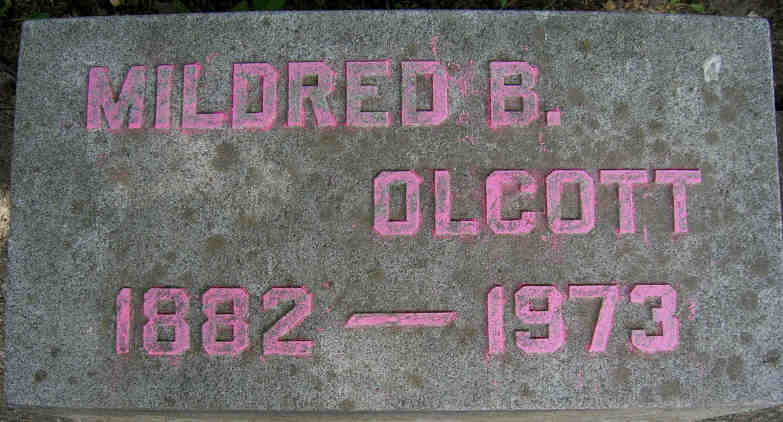 MILDRED B.
OLCOTT
1882 — 1973